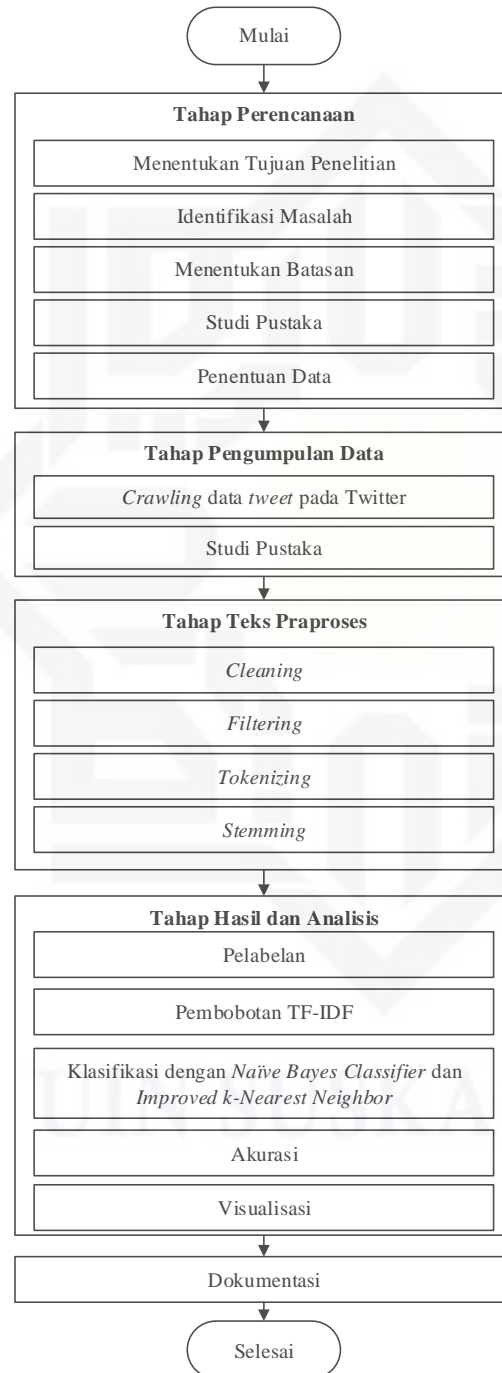 Mulai
Tahap Perencanaan
Menentukan Tujuan Penelitian
Identifikasi Masalah
Menentukan Batasan
Studi Pustaka
Penentuan Data
Tahap Pengumpulan Data
Crawling data tweet pada Twitter
Studi Pustaka
Tahap Teks Praproses
Cleaning
Filtering
Tokenizing
Stemming
Tahap Hasil dan Analisis
Pelabelan
Pembobotan TF-IDF
Klasifikasi dengan Naïve Bayes Classifier dan
Improved k-Nearest Neighbor
UIN SUSKA
Akurasi
Visualisasi
Dokumentasi
Selesai